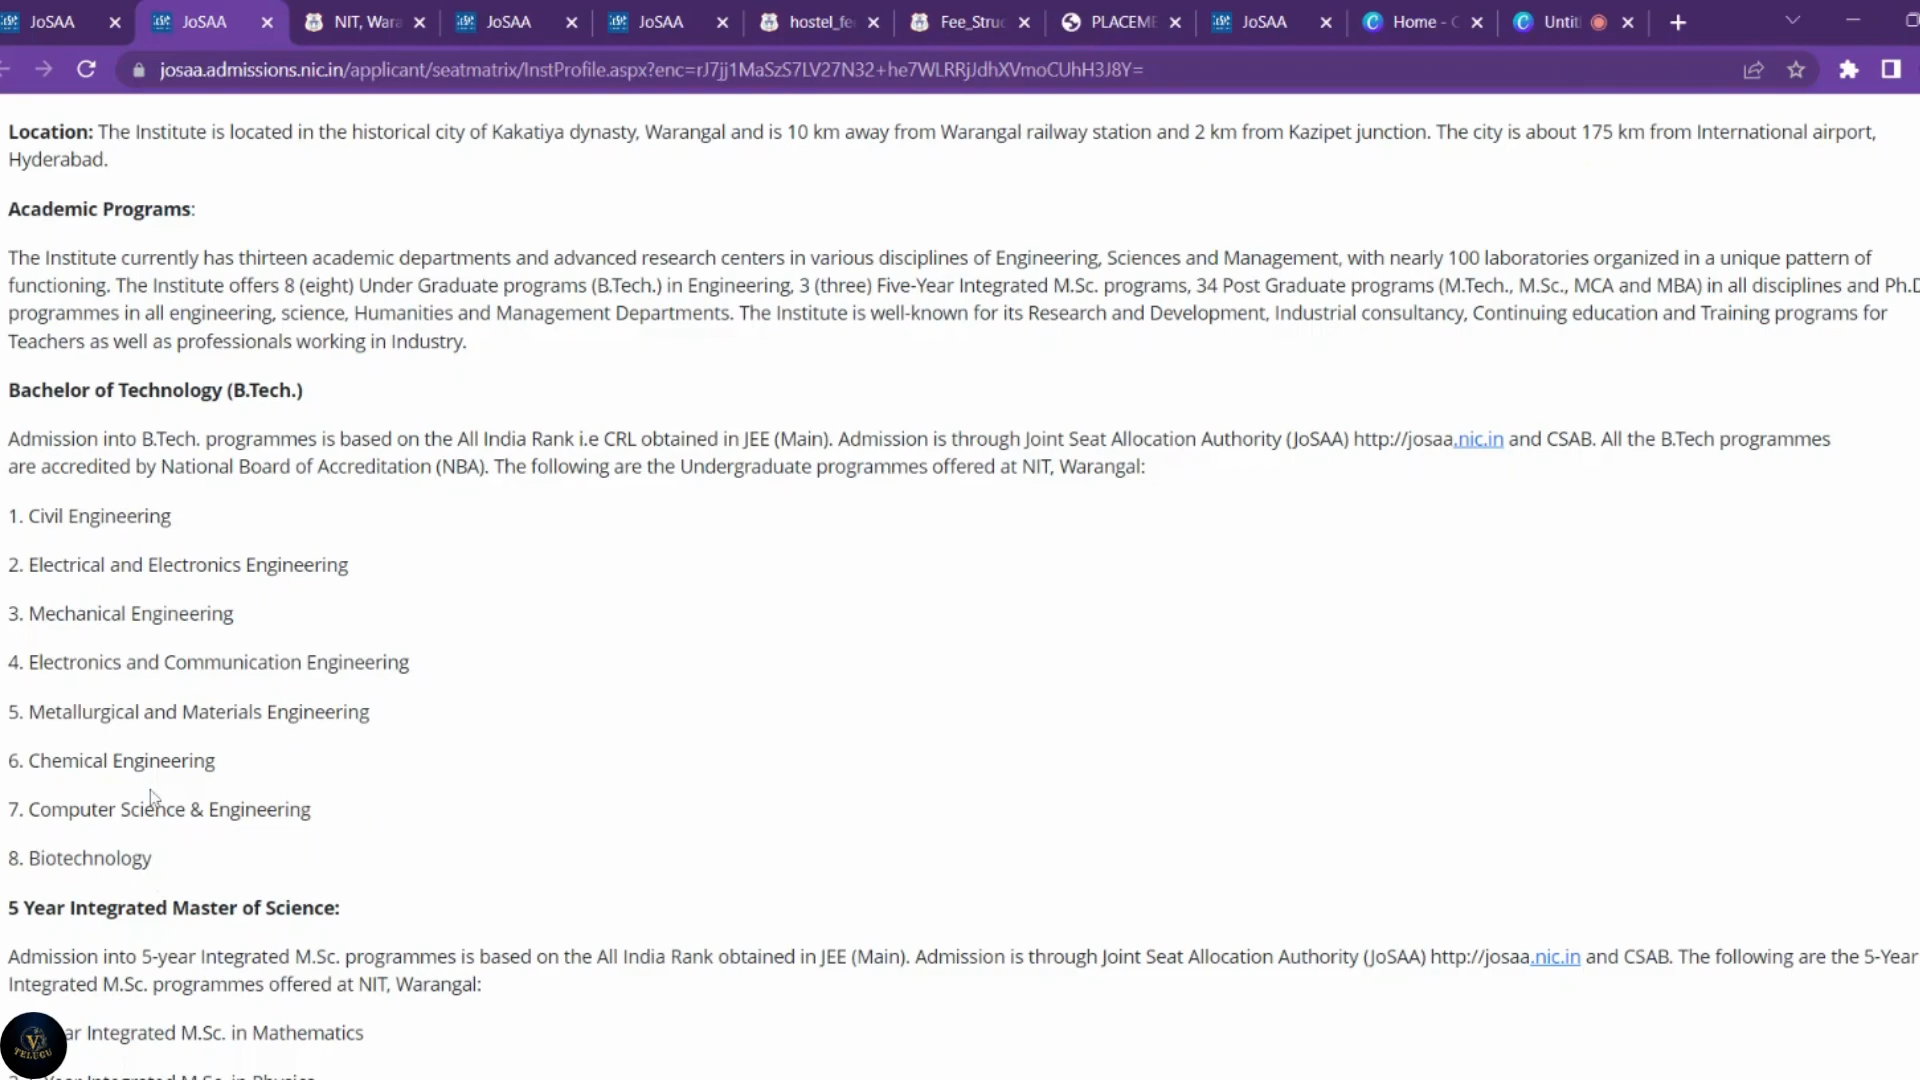 JoSAA
JoSAA
NIT, Wara
JoSAA
JoSAA
hostel_fe
Fee_Struc
PLACEME
JoSAA
Home - C
Untit
josaa.admissions.nic.in/applicant/seatmatrix/InstProfile.aspx?enc=rJ7jj1MaSzS7LV27N32+he7WLRRjJdhXVmoCUhH3J8Y=
Location: The Institute is located in the historical city of Kakatiya dynasty, Warangal and is 10 km away from Warangal railway station and 2 km from Kazipet junction. The city is about 175 km from International airport,
Hyderabad.
Academic Programs:
The Institute currently has thirteen academic departments and advanced research centers in various disciplines of Engineering, Sciences and Management, with nearly 100 laboratories organized in a unique pattern of
functioning. The Institute offers 8 (eight) Under Graduate programs (B.Tech.) in Engineering, 3 (three) Five-Year Integrated M.Sc. programs, 34 Post Graduate programs (M.Tech., M.Sc., MCA and MBA) in all disciplines and Ph.D
programmes in all engineering, science, Humanities and Management Departments. The Institute is well-known for its Research and Development, Industrial consultancy, Continuing education and Training programs for
Teachers as well as professionals working in Industry.
Bachelor of Technology (B.Tech.)
Admission into B.Tech. programmes is based on the All India Rank i.e CRL obtained in JEE (Main). Admission is through Joint Seat Allocation Authority (JoSAA) http://josaa.nic.in and CSAB. All the B.Tech programmes
are accredited by National Board of Accreditation (NBA). The following are the Undergraduate programmes offered at NIT, Warangal:
1. Civil Engineering
2. Electrical and Electronics Engineering
3. Mechanical Engineering
4. Electronics and Communication Engineering
5. Metallurgical and Materials Engineering
6. Chemical Engineering
7. Computer Science & Engineering
8. Biotechnology
5 Year Integrated Master of Science:
Admission into 5-year Integrated M.Sc. programmes is based on the All India Rank obtained in JEE (Main). Admission is through Joint Seat Allocation Authority (JoSAA) http://josaa.nic.in and CSAB. The following are the 5-Year
Integrated M.Sc. programmes offered at NIT, Warangal:
ar Integrated M.Sc. in Mathematics
Year Integrated M.Sc. in Physics
V
TELUGU